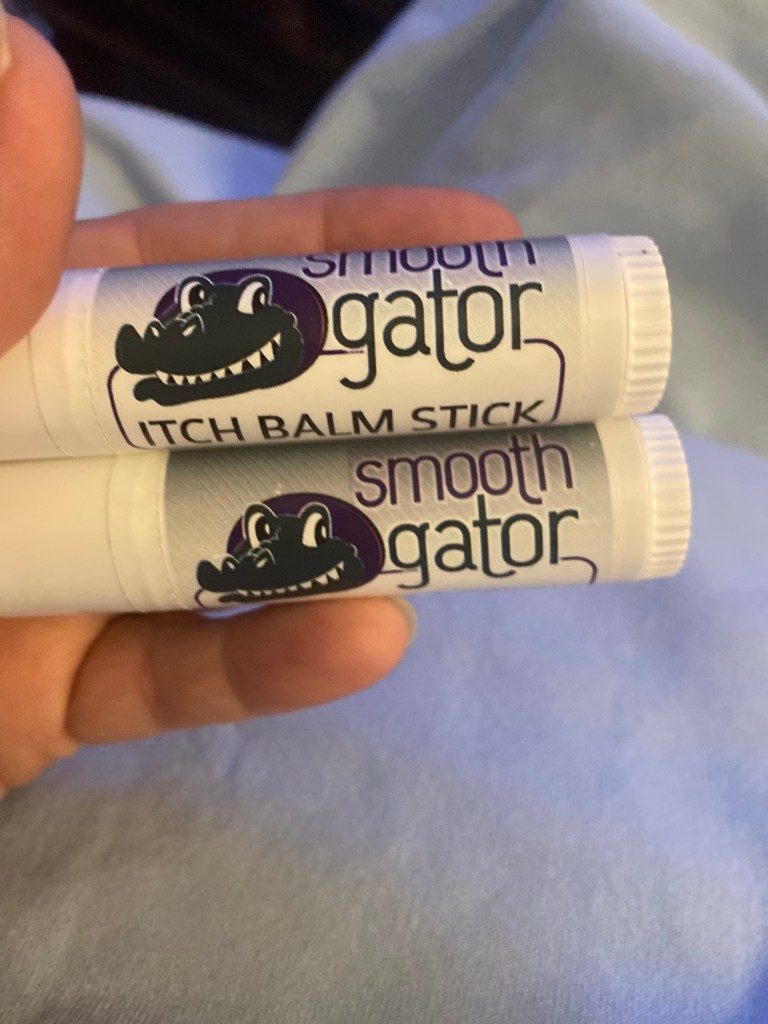 smooth
gator
ITCH BALM STICK
smooth
gator